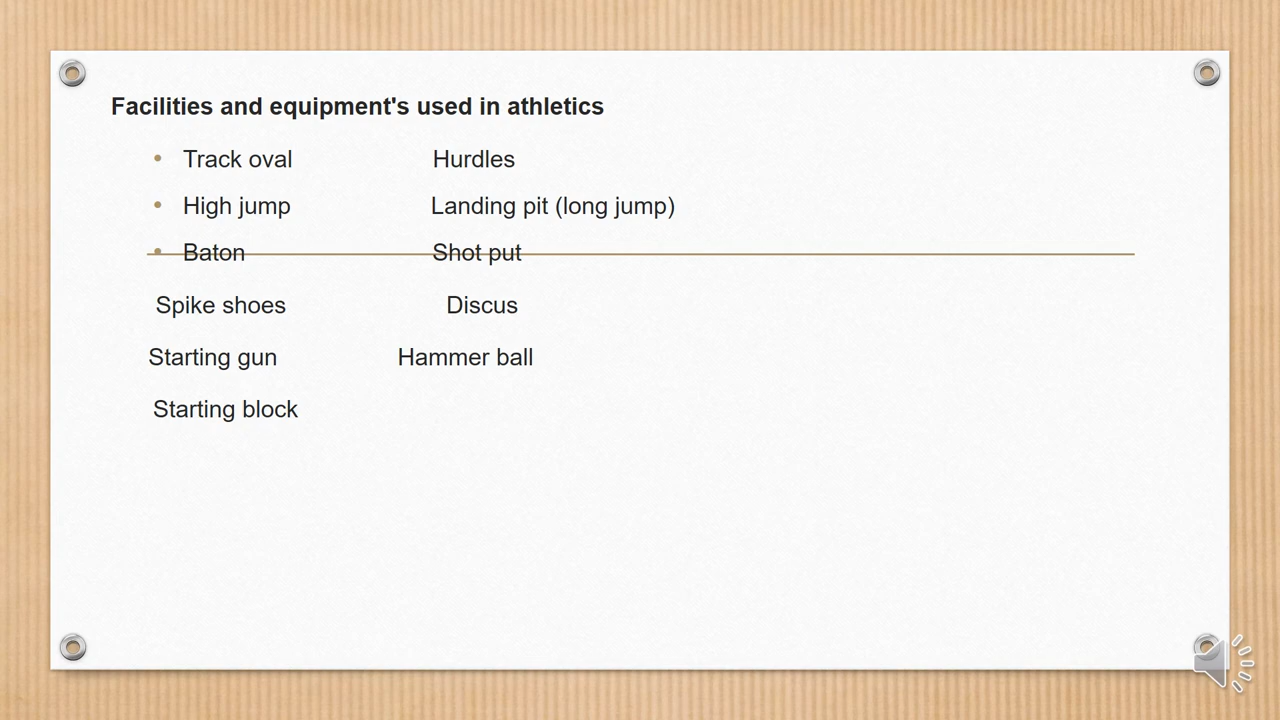 Facilities and equipment's used in athletics
• Track oval Hurdles
• High jump Landing pit (long jump)
• Baton Shot put
Spike shoes Discus
Starting gun Hammer ball
Starting block